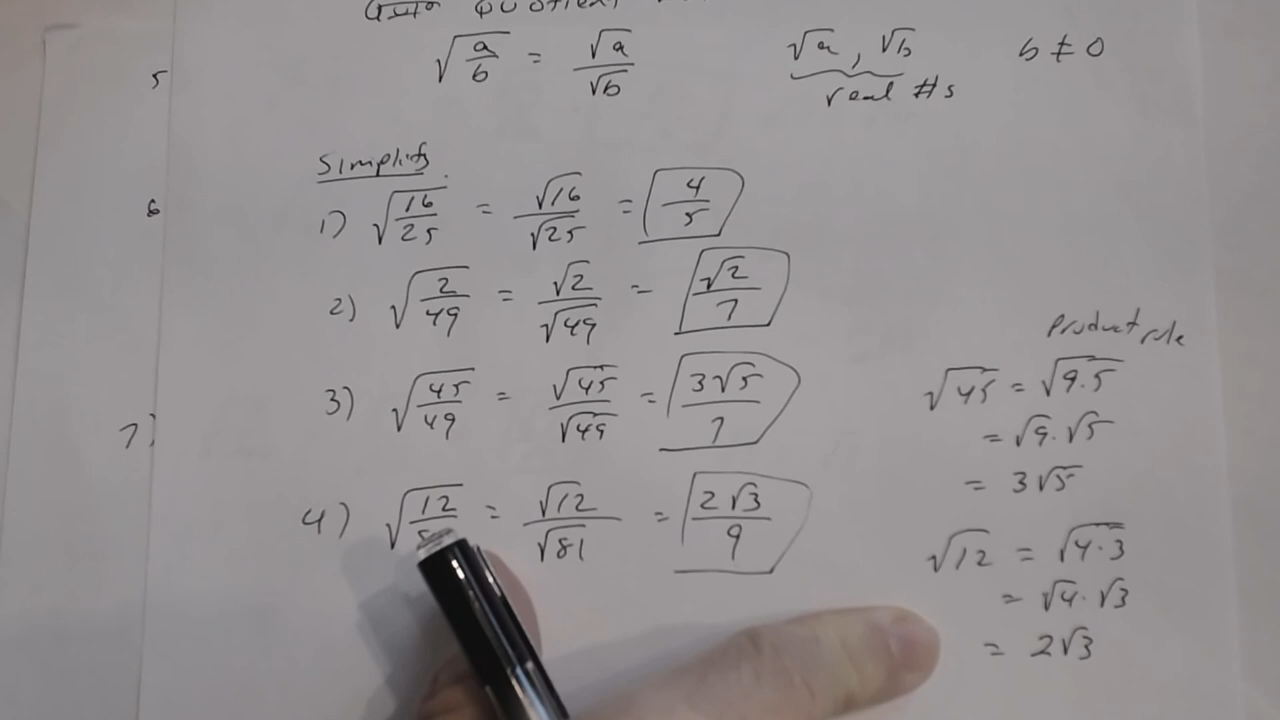 QUOTIENT
√(a/b) = √a/√b √a, √b b ≠ 0
real #s
5
Simplify
6
1) √(16/25) = √16/√25 = 4/5
2) √(2/49) = √2/√49 = √2/7
Product rule
3) √(45/49) = √45/√49 = 3√5/7
√45 = √9·5
= √9·√5
7)
= 3√5
4) √(12/8 = √12/√81 = 2√3/9
√12 = √4·3
= √4·√3
= 2√3